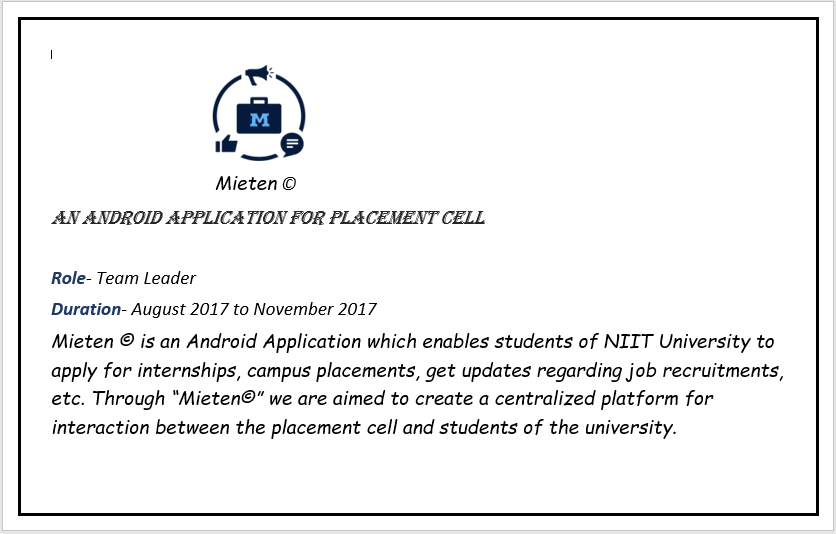 M
Mieten ©
AN ANDROID APPLICATION FOR PLACEMENT CELL
Role- Team Leader
Duration- August 2017 to November 2017
Mieten © is an Android Application which enables students of NIIT University to
apply for internships, campus placements, get updates regarding job recruitments,
etc. Through “Mieten©” we are aimed to create a centralized platform for
interaction between the placement cell and students of the university.